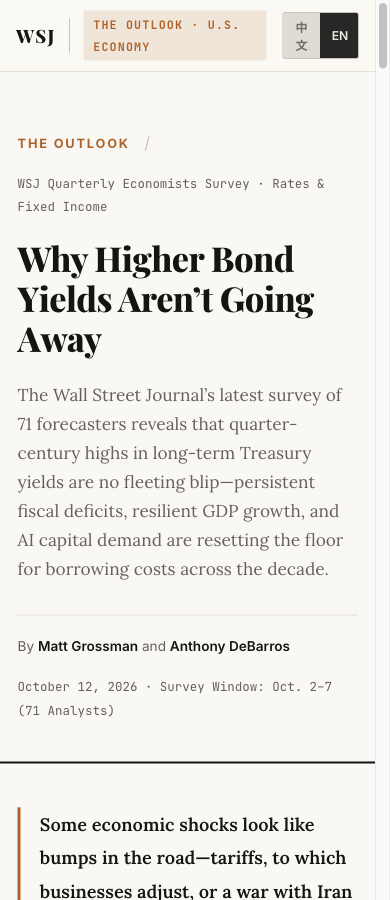 WSJ
THE OUTLOOK · U.S.
ECONOMY
中
文
EN
THE OUTLOOK /
WSJ Quarterly Economists Survey · Rates &
Fixed Income
Why Higher Bond
Yields Aren’t Going
Away
The Wall Street Journal’s latest survey of
71 forecasters reveals that quarter-
century highs in long-term Treasury
yields are no fleeting blip—persistent
fiscal deficits, resilient GDP growth, and
AI capital demand are resetting the floor
for borrowing costs across the decade.
By Matt Grossman and Anthony DeBarros
October 12, 2026 · Survey Window: Oct. 2–7
(71 Analysts)
Some economic shocks look like
bumps in the road—tariffs, to which
businesses adjust, or a war with Iran